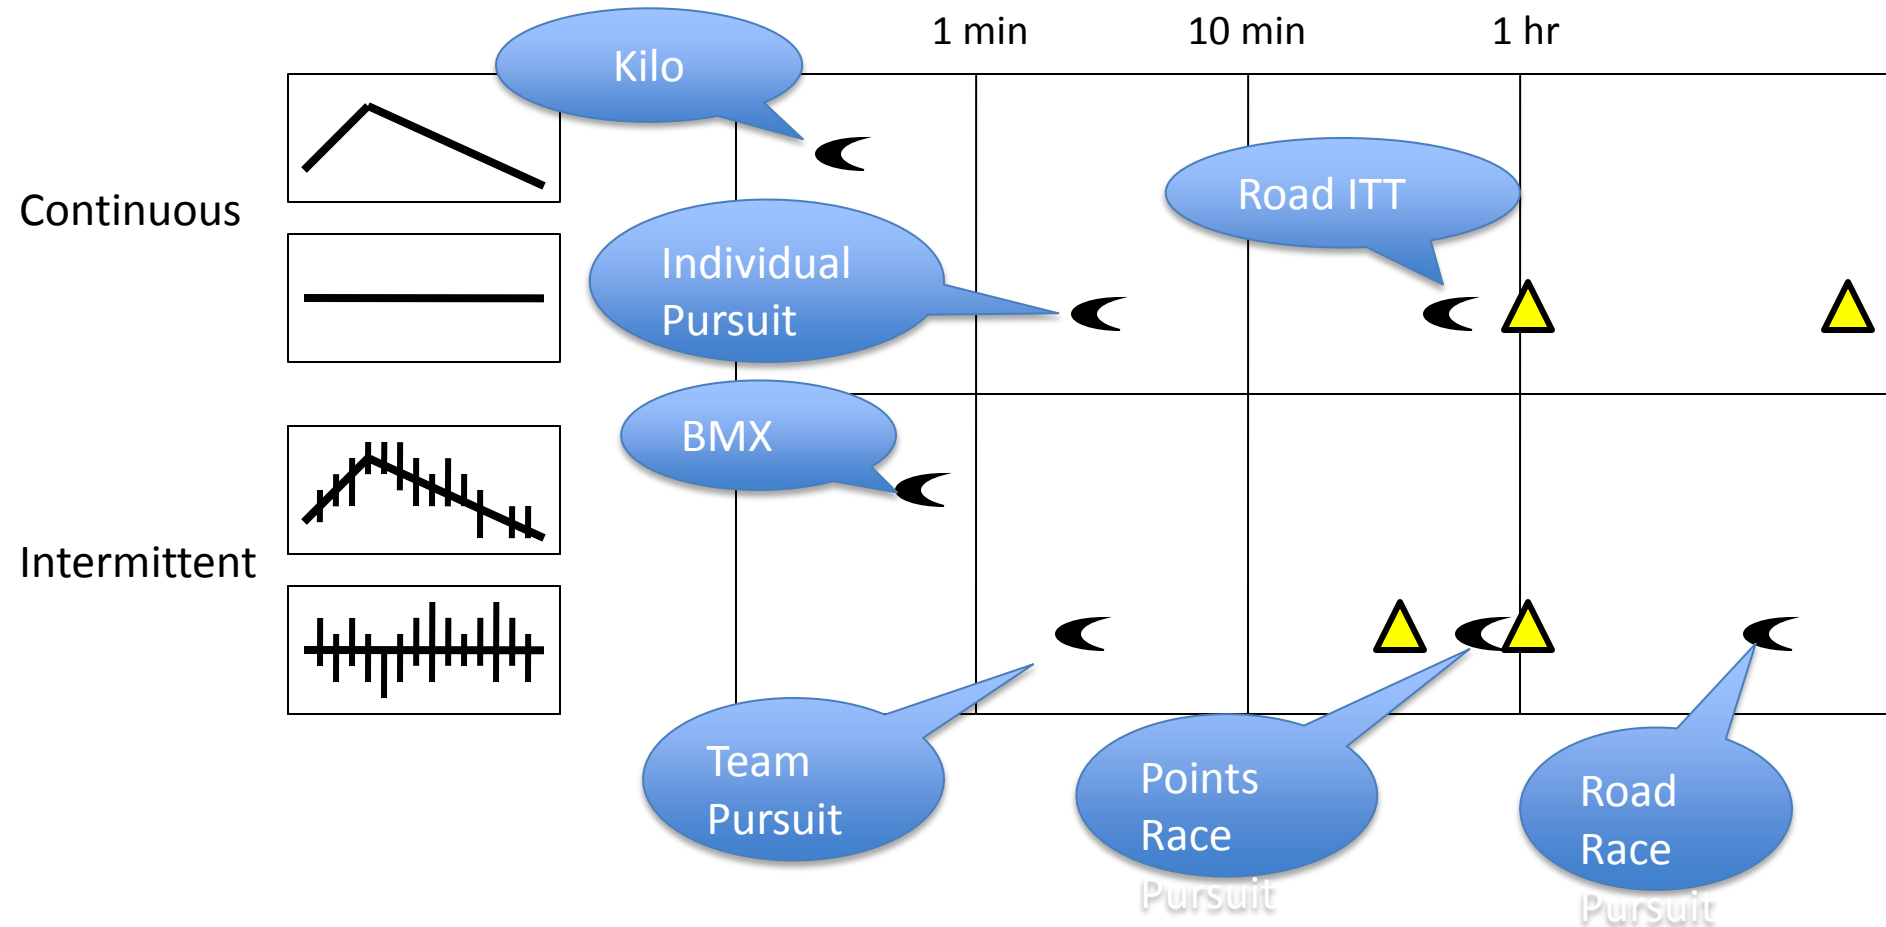 1 min
10 min
1 hr
Kilo
Road ITT
Continuous
Individual
Pursuit
BMX
Intermittent
Team
Pursuit
Points
Race
Pursuit
Road
Race
Pursuit